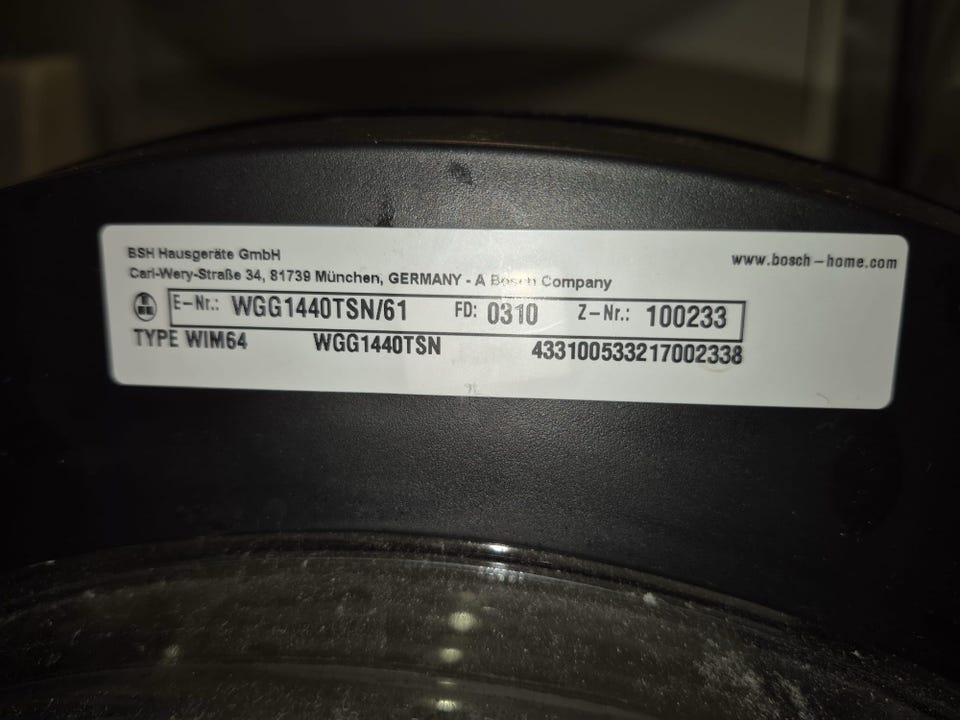 BSH Hausgeräte GmbH
www.bosch-home.com
Carl-Wery-Straße 34, 81739 München, GERMANY - A Bosch Company
E-Nr.: WGG1440TSN/61 FD: 0310 Z-Nr.: 100233
TYPE WIM64 WGG1440TSN 433100533217002338